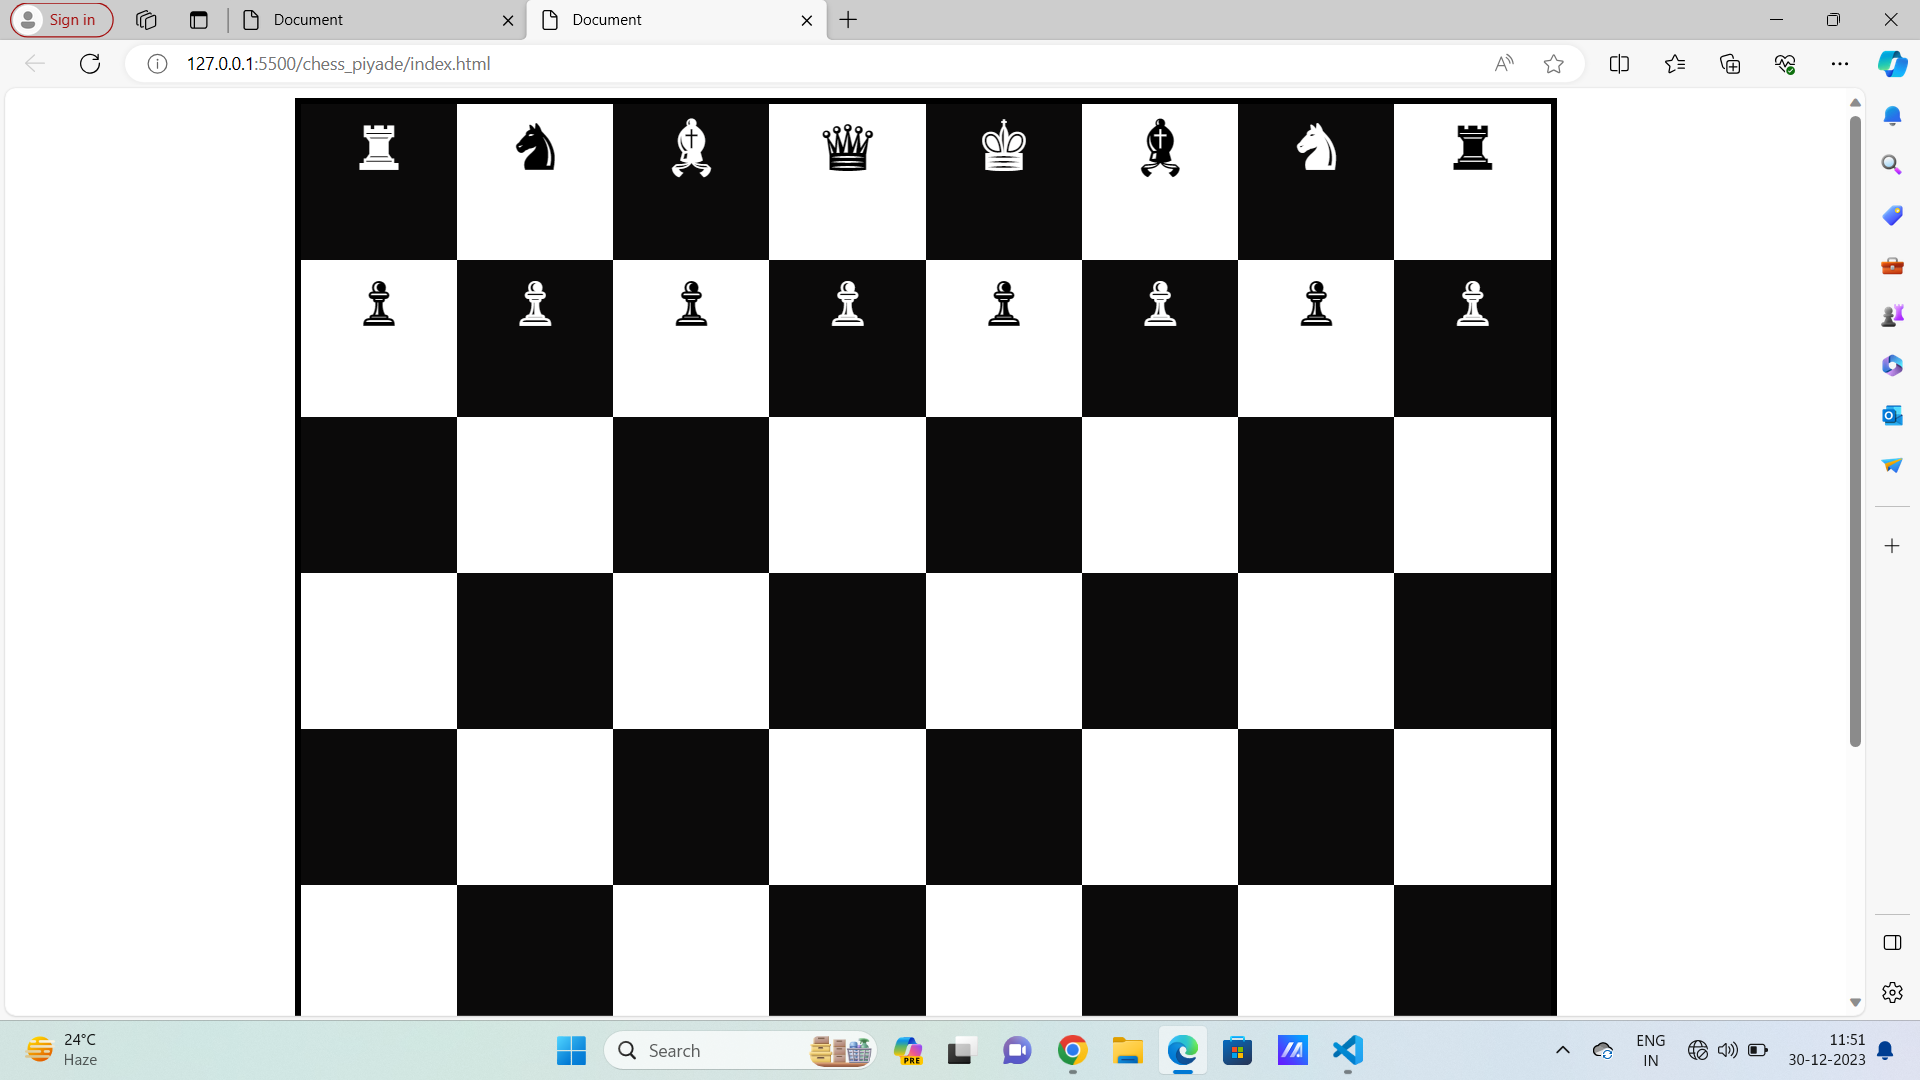 Sign in
Document
Document
127.0.0.1:5500/chess_piyade/index.html
24°C
Haze
Search
PRE
ENG
IN
11:51
30-12-2023